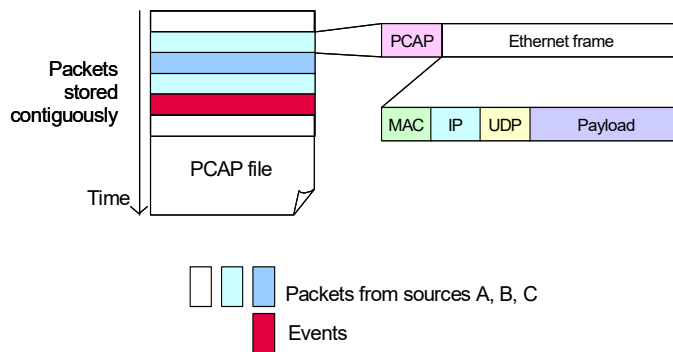 PCAP
Ethernet frame
Packets
stored
contiguously
MAC
IP
UDP
Payload
PCAP file
Time
Packets from sources A, B, C
Events